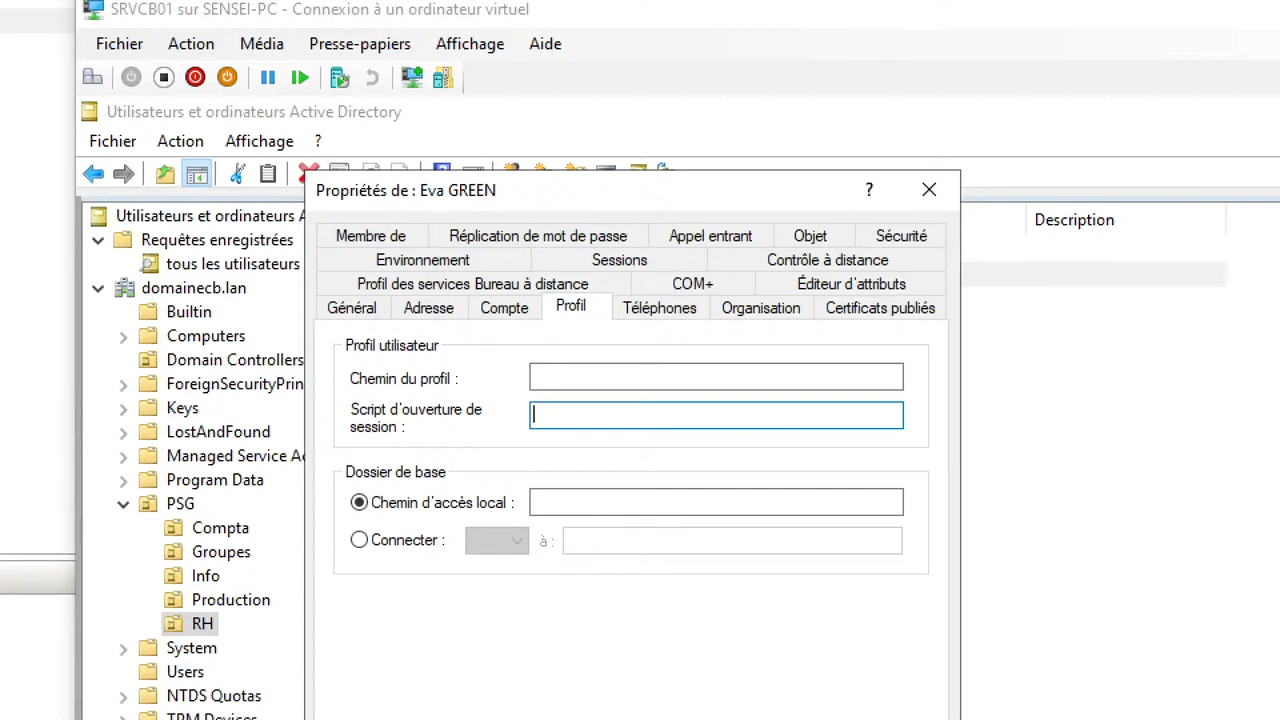 SRVCB01 sur SENSEI-PC - Connexion à un ordinateur virtuel
Fichier Action Média Presse-papiers Affichage Aide
Utilisateurs et ordinateurs Active Directory
Fichier Action Affichage ?
Propriétés de : Eva GREEN ?
Utilisateurs et ordinateurs
Requêtes enregistrées
tous les utilisateurs
domainecb.lan
Builtin
Computers
Domain Controllers
ForeignSecurityPrin
Keys
LostAndFound
Managed Service Ac
Program Data
PSG
Compta
Groupes
Info
Production
RH
System
Users
NTDS Quotas
TPM Devices
Membre de Réplication de mot de passe Appel entrant Objet Sécurité
Environnement Sessions Contrôle à distance
Profil des services Bureau à distance COM+ Éditeur d'attributs
Général Adresse Compte Profil Téléphones Organisation Certificats publiés
Profil utilisateur
Chemin du profil :
Script d'ouverture de
session :
Dossier de base
Chemin d'accès local :
Connecter : à :
Description